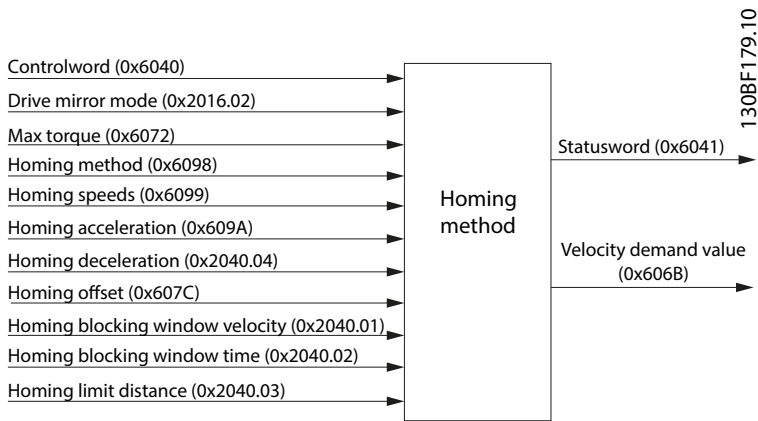 Controlword (0x6040)
Drive mirror mode (0x2016.02)
Max torque (0x6072)
Homing method (0x6098)
Homing speeds (0x6099)
Homing acceleration (0x609A)
Homing deceleration (0x2040.04)
Homing offset (0x607C)
Homing blocking window velocity (0x2040.01)
Homing blocking window time (0x2040.02)
Homing limit distance (0x2040.03)
Homing
method
Statusword (0x6041)
Velocity demand value
(0x606B)
130BF179.10